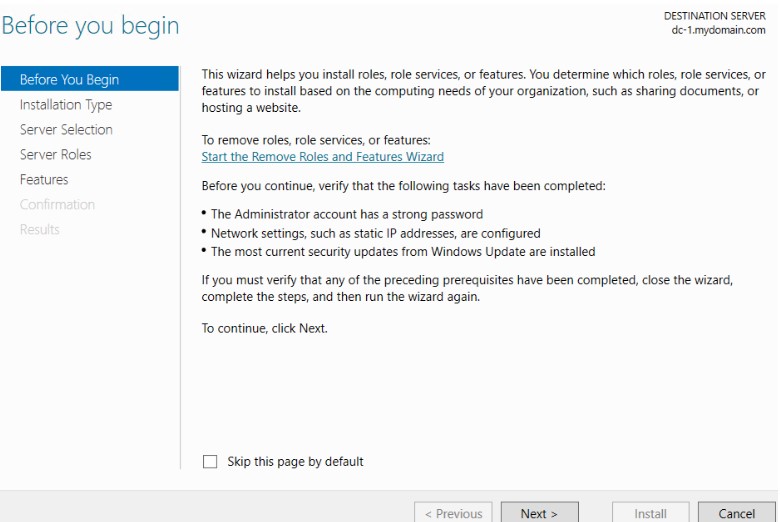 Before you begin
DESTINATION SERVER
dc-1.mydomain.com
Before You Begin
Installation Type
Server Selection
Server Roles
Features
Confirmation
Results
This wizard helps you install roles, role services, or features. You determine which roles, role services, or
features to install based on the computing needs of your organization, such as sharing documents, or
hosting a website.
To remove roles, role services, or features:
Start the Remove Roles and Features Wizard
Before you continue, verify that the following tasks have been completed:
• The Administrator account has a strong password
• Network settings, such as static IP addresses, are configured
• The most current security updates from Windows Update are installed
If you must verify that any of the preceding prerequisites have been completed, close the wizard,
complete the steps, and then run the wizard again.
To continue, click Next.
Skip this page by default
< Previous
Next >
Install
Cancel